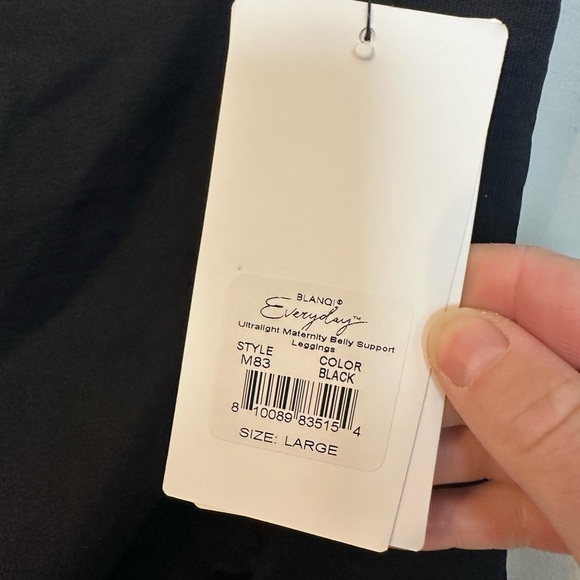 BLANQI®
Everyday™
Ultralight Maternity Belly Support
Leggings
STYLE COLOR
M83 BLACK
8 10089 83515 4
SIZE: LARGE